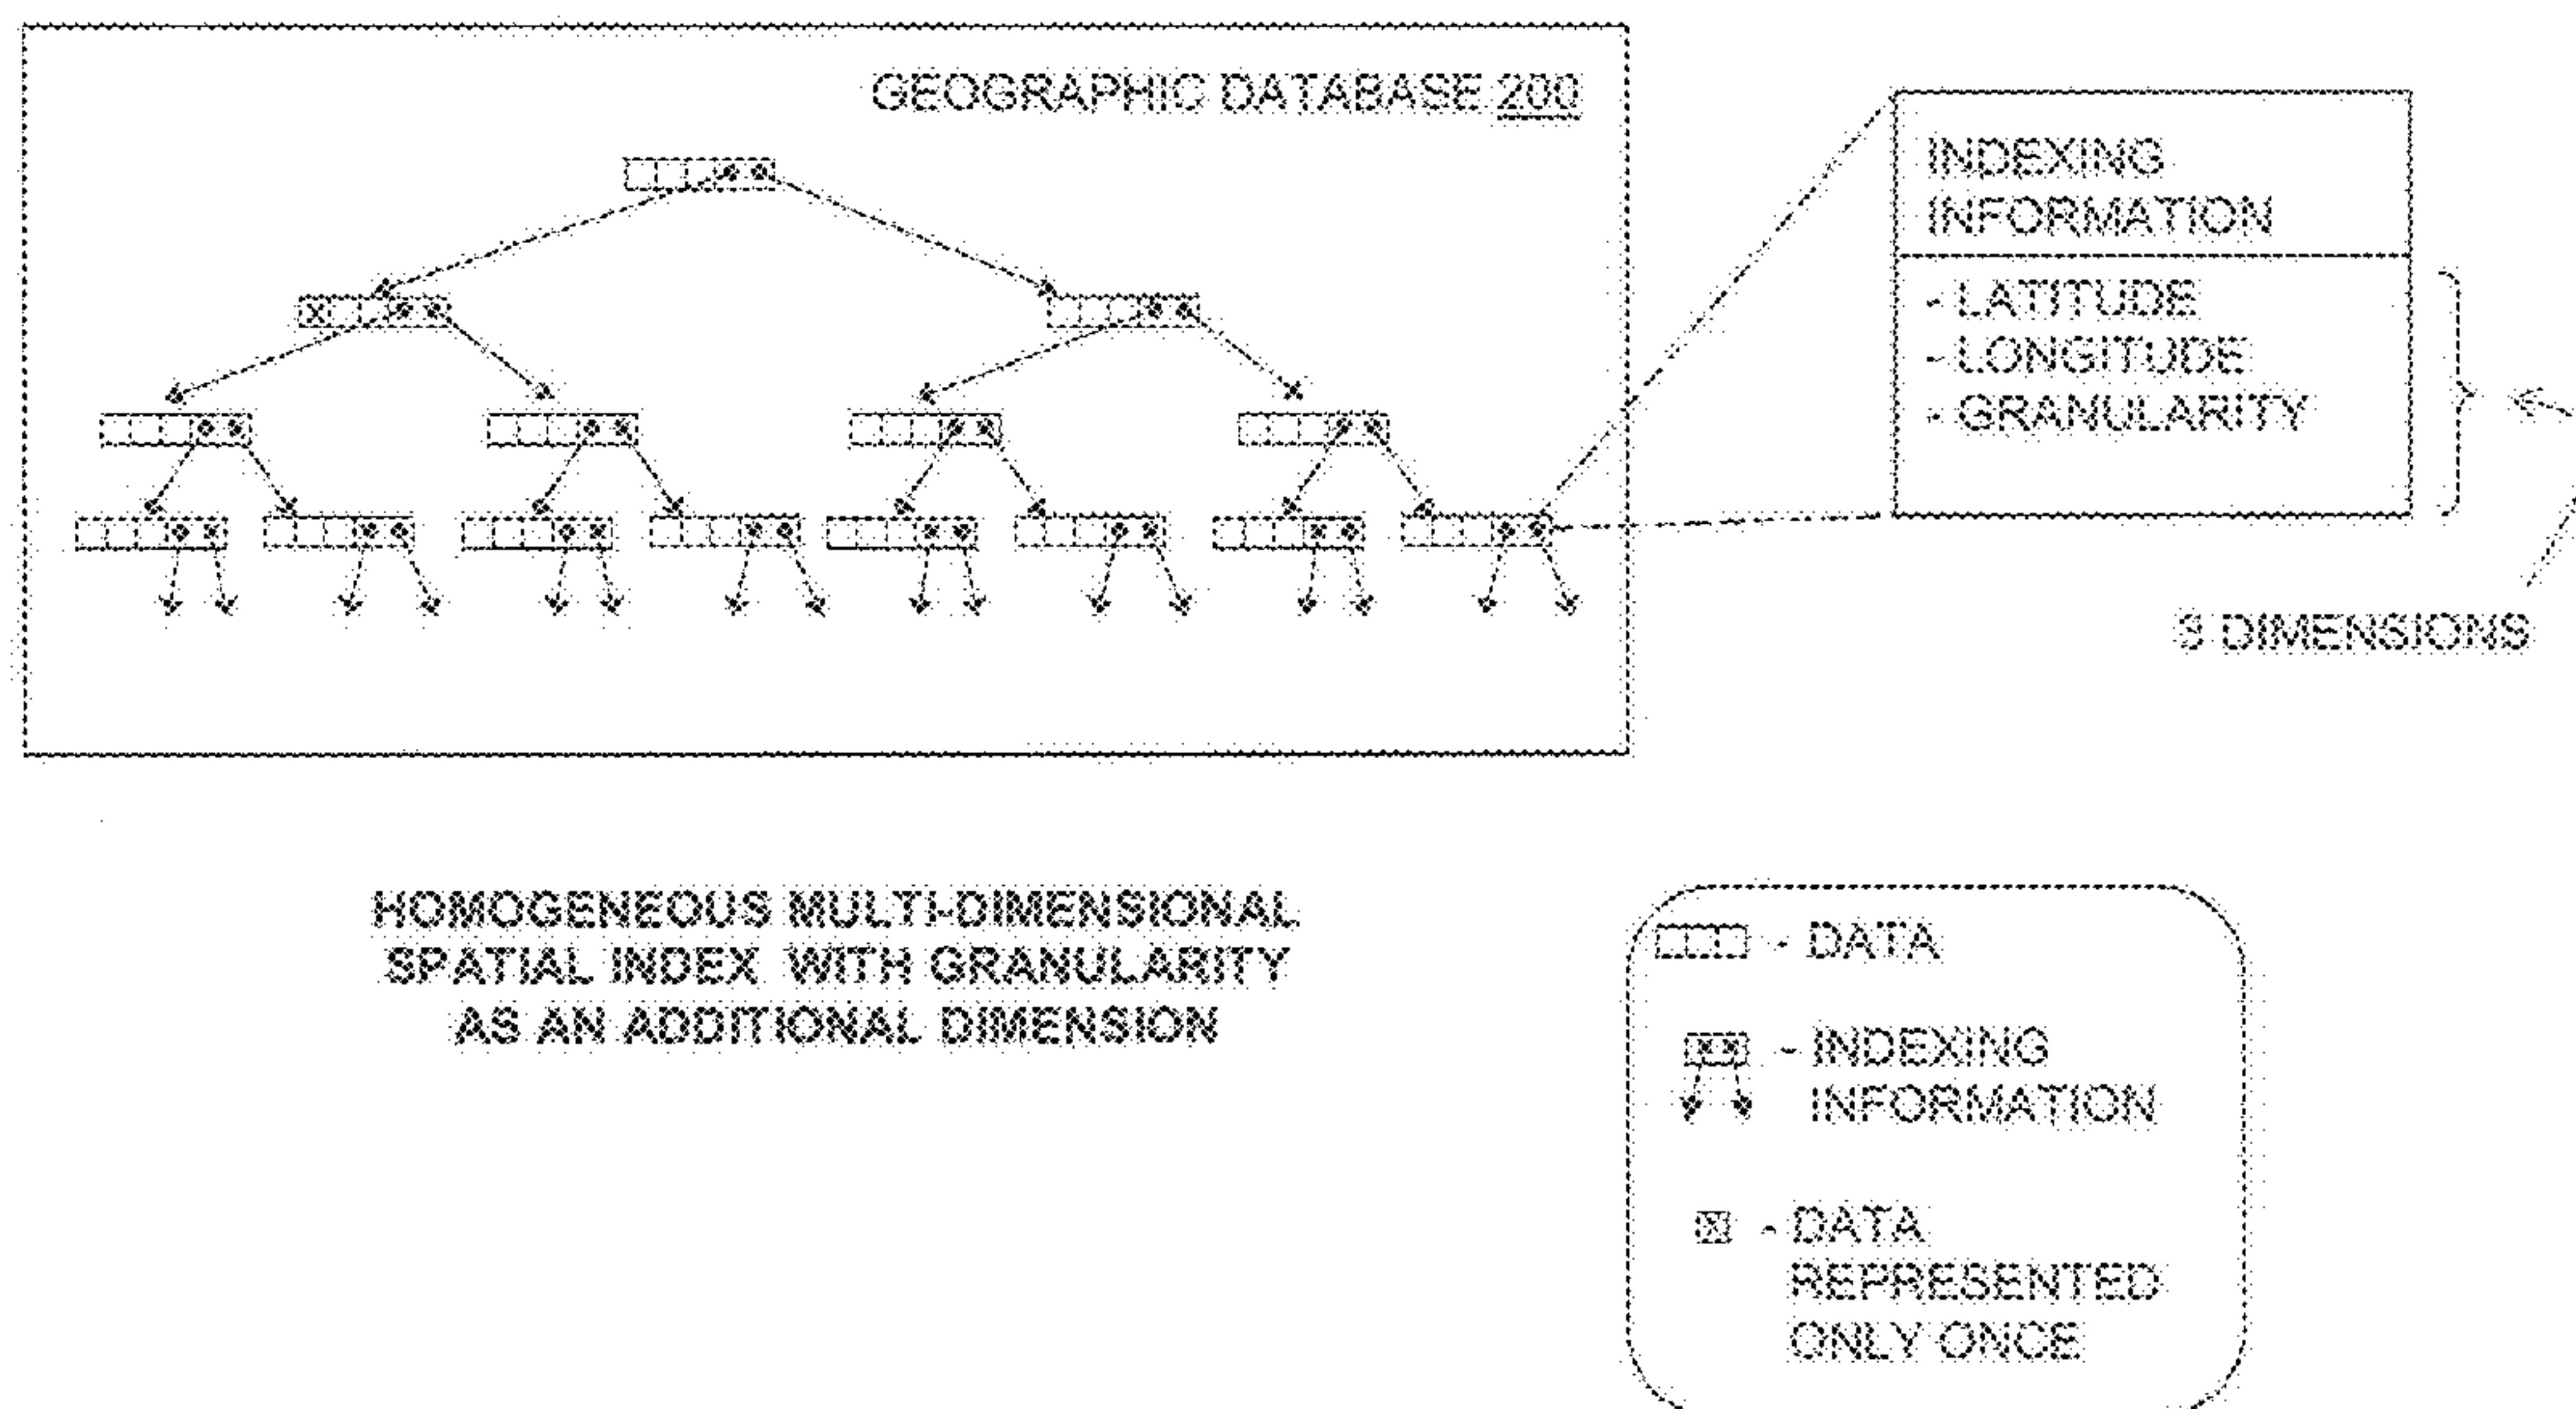 GEOGRAPHIC DATABASE 200
INDEXING
INFORMATION
- LATITUDE
- LONGITUDE
- GRANULARITY
3 DIMENSIONS
X
HOMOGENEOUS MULTI-DIMENSIONAL
SPATIAL INDEX WITH GRANULARITY
AS AN ADDITIONAL DIMENSION
- DATA
- INDEXING
INFORMATION
X - DATA
REPRESENTED
ONLY ONCE